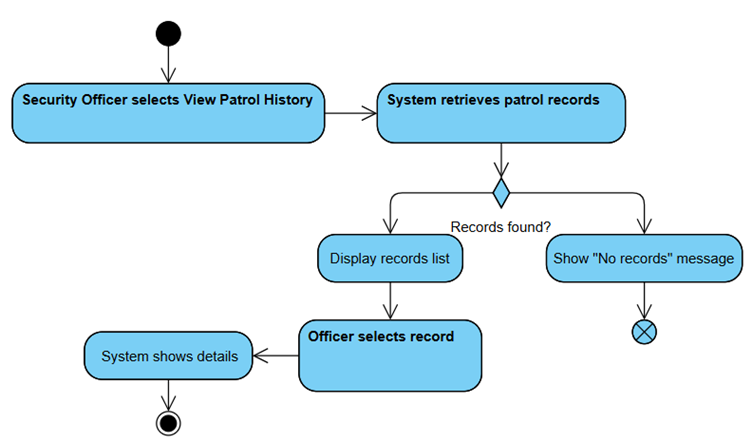 Security Officer selects View Patrol History
System retrieves patrol records
Records found?
Display records list
Show "No records" message
Officer selects record
System shows details